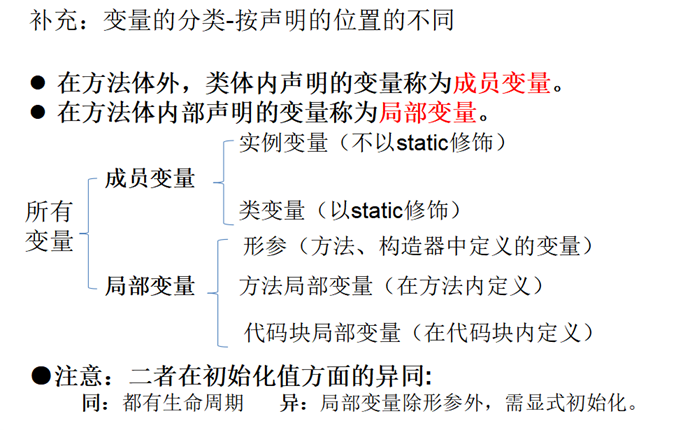 补充：变量的分类-按声明的位置的不同
● 在方法体外，类体内声明的变量称为成员变量。
● 在方法体内部声明的变量称为局部变量。
所有变量
成员变量
实例变量（不以static修饰）
类变量（以static修饰）
局部变量
形参（方法、构造器中定义的变量）
方法局部变量（在方法内定义）
代码块局部变量（在代码块内定义）
●注意：二者在初始化值方面的异同:
同：都有生命周期 异：局部变量除形参外，需显式初始化。